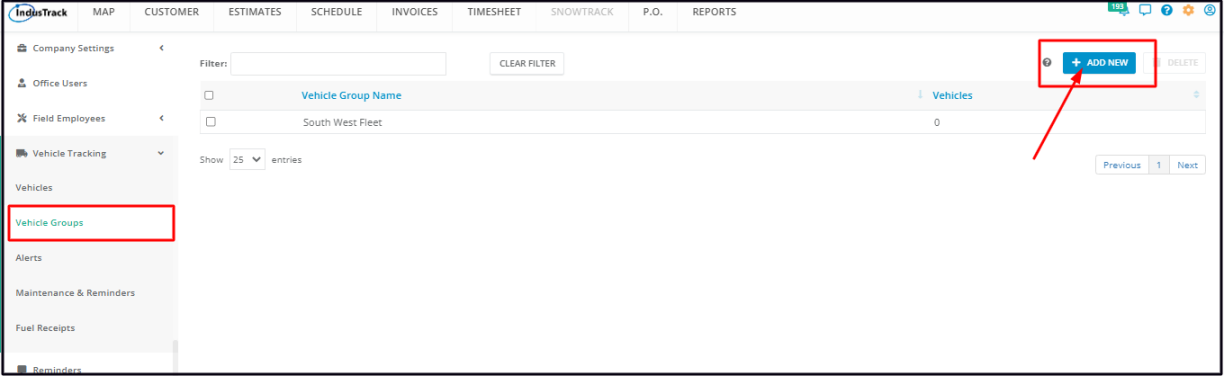 IndusTrack MAP CUSTOMER ESTIMATES SCHEDULE INVOICES TIMESHEET SNOWTRACK P.O. REPORTS 193
Company Settings
Office Users
Field Employees
Vehicle Tracking
Vehicles
Vehicle Groups
Alerts
Maintenance & Reminders
Fuel Receipts
Reminders
Filter: CLEAR FILTER + ADD NEW DELETE
Vehicle Group Name Vehicles
South West Fleet 0
Show 25 entries Previous 1 Next